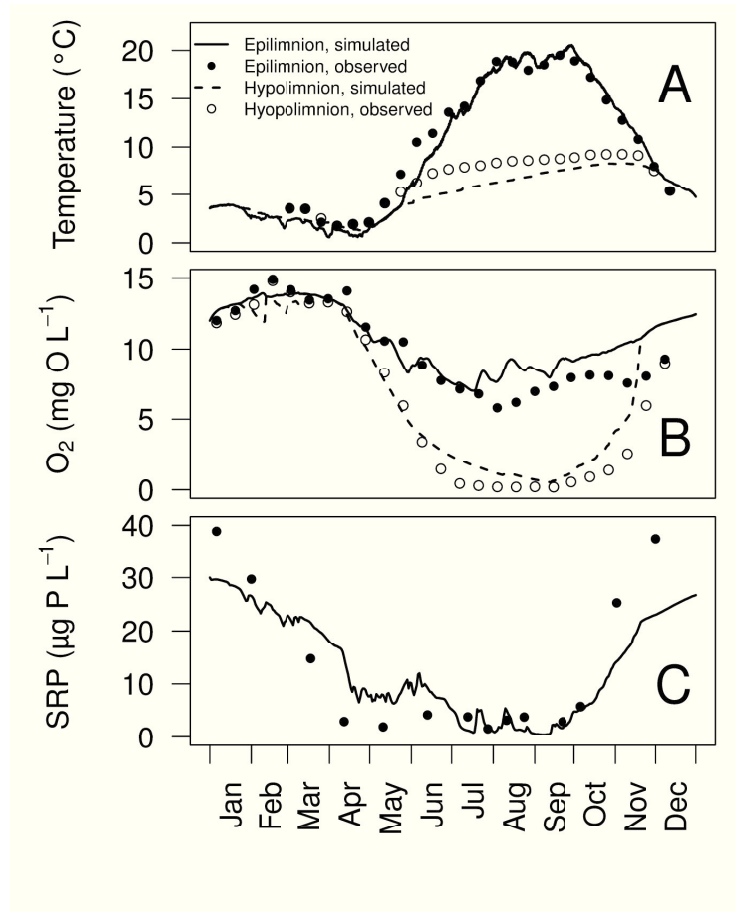 Temperature (°C)
20
15
10
5
0
Epilimnion, simulated
Epilimnion, observed
Hypolimnion, simulated
Hyopolimnion, observed
A
O₂ (mg O L⁻¹)
15
10
5
0
B
SRP (µg P L⁻¹)
40
30
20
10
0
C
Jan
Feb
Mar
Apr
May
Jun
Jul
Aug
Sep
Oct
Nov
Dec